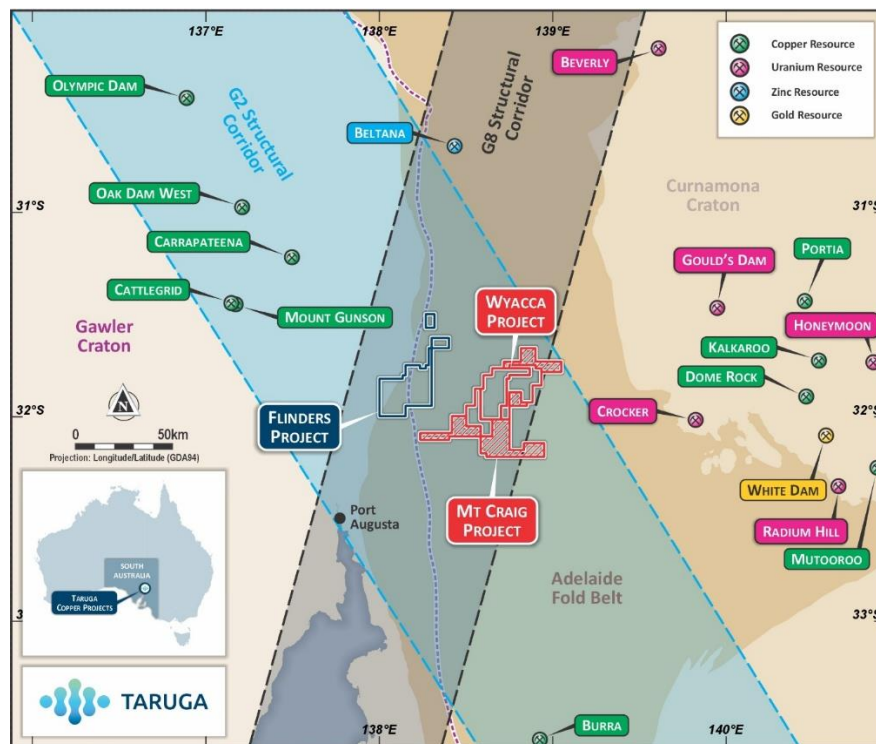 137°E
138°E
139°E
BEVERLY
Copper Resource
Uranium Resource
Zinc Resource
Gold Resource
OLYMPIC DAM
G2 Structural
Corridor
G8 Structural
Corridor
BELTANA
OAK DAM WEST
Curnamona
Craton
31°S
31°S
CARRAPATEENA
GOULD'S DAM
PORTIA
CATTLEGRID
MOUNT GUNSON
WYACCA
PROJECT
HONEYMOON
Gawler
Craton
KALKAROO
DOME ROCK
N
FLINDERS
PROJECT
CROCKER
32°S
32°S
0
50km
Projection: Longitude/Latitude (GDA94)
WHITE DAM
MT CRAIG
PROJECT
Port
Augusta
RADIUM HILL
MUTOOROO
SOUTH
AUSTRALIA
TARUGA
COPPER PROJECTS
Adelaide
Fold Belt
33°S
TARUGA
138°E
BURRA
140°E